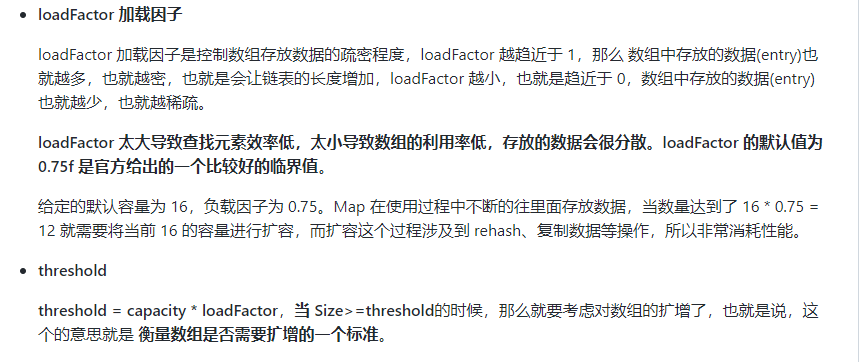 loadFactor 加载因子
loadFactor 加载因子是控制数组存放数据的疏密程度，loadFactor 越趋近于 1，那么 数组中存放的数据(entry)也
就越多，也就越密，也就是会让链表的长度增加，loadFactor 越小，也就是趋近于 0，数组中存放的数据(entry)
也就越少，也就越稀疏。
loadFactor 太大导致查找元素效率低，太小导致数组的利用率低，存放的数据会很分散。loadFactor 的默认值为
0.75f 是官方给出的一个比较好的临界值。
给定的默认容量为 16，负载因子为 0.75。Map 在使用过程中不断的往里面存放数据，当数量达到了 16 * 0.75 =
12 就需要将当前 16 的容量进行扩容，而扩容这个过程涉及到 rehash、复制数据等操作，所以非常消耗性能。
threshold
threshold = capacity * loadFactor，当 Size>=threshold的时候，那么就要考虑对数组的扩增了，也就是说，这
个的意思就是 衡量数组是否需要扩增的一个标准。